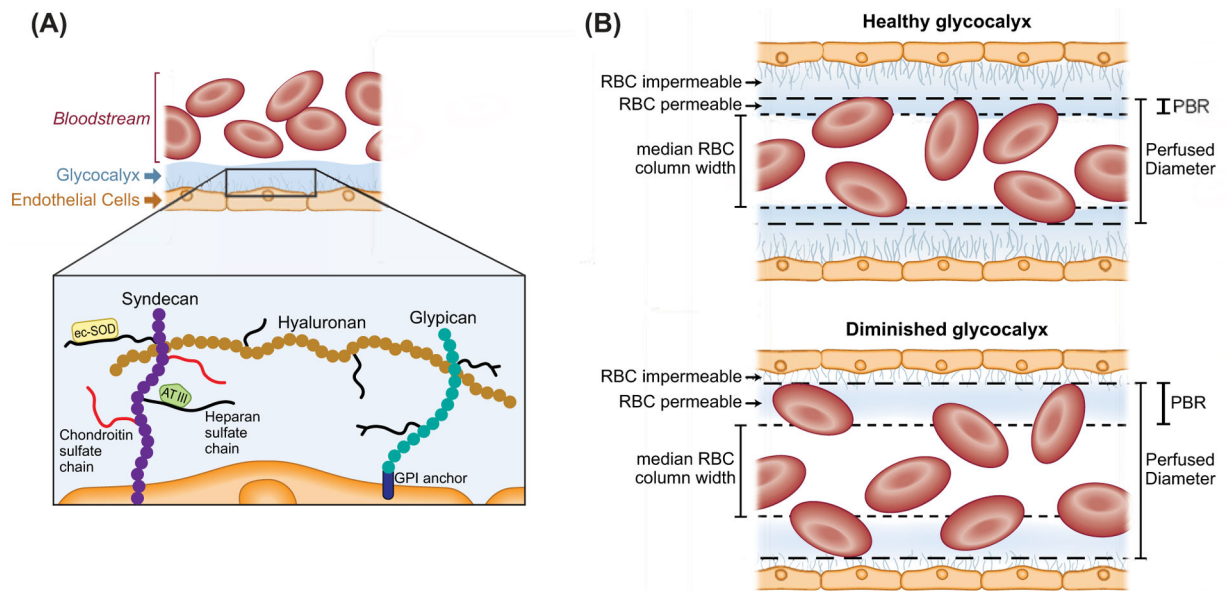 (A)
Bloodstream
Glycocalyx
Endothelial Cells
Syndecan
ec-SOD
Hyaluronan
Glypican
AT III
Chondroitin
sulfate
chain
Heparan
sulfate
chain
GPI anchor
(B)
Healthy glycocalyx
RBC impermeable
RBC permeable
PBR
median RBC
column width
Perfused
Diameter
Diminished glycocalyx
RBC impermeable
RBC permeable
PBR
median RBC
column width
Perfused
Diameter